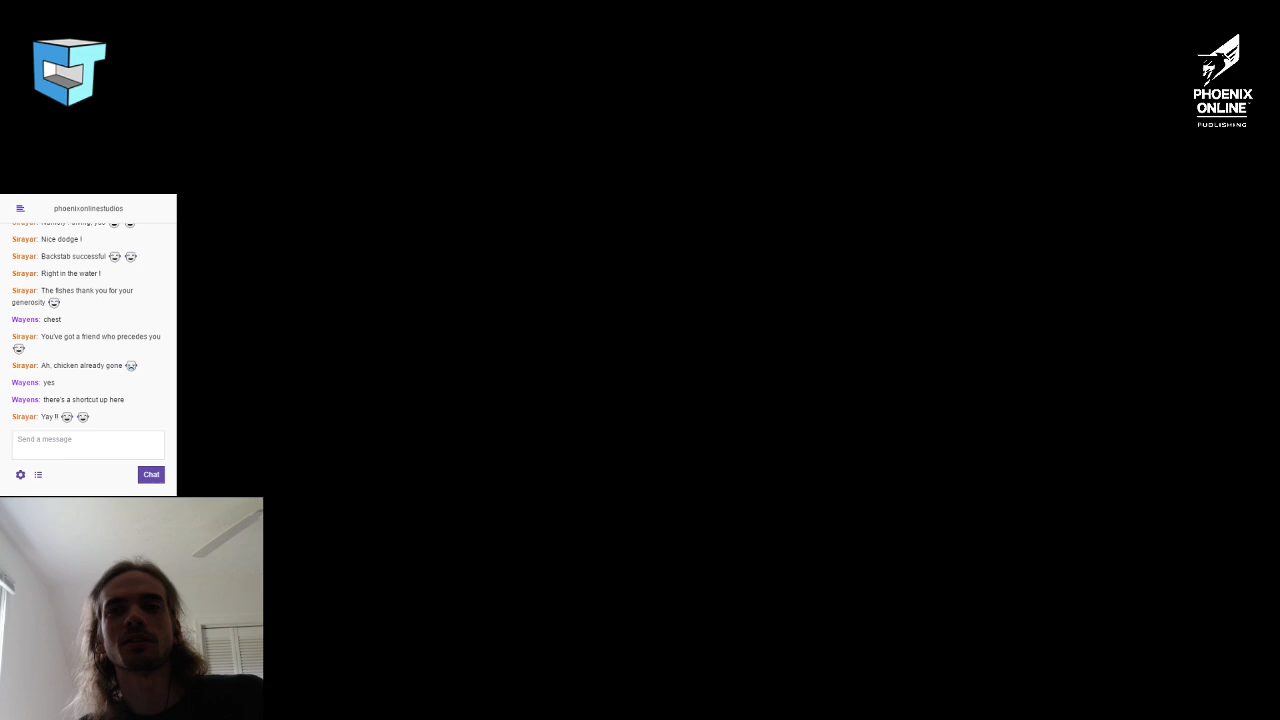 PHOENIX
ONLINE
PUBLISHING
phoenixonlinestudios
Sirayar: Nice dodge !
Sirayar: Backstab successful
Sirayar: Right in the water !
Sirayar: The fishes thank you for your
generosity
Wayens: chest
Sirayar: You've got a friend who precedes you
Sirayar: Ah, chicken already gone
Wayens: yes
Wayens: there's a shortcut up here
Sirayar: Yay !!
Send a message
Chat